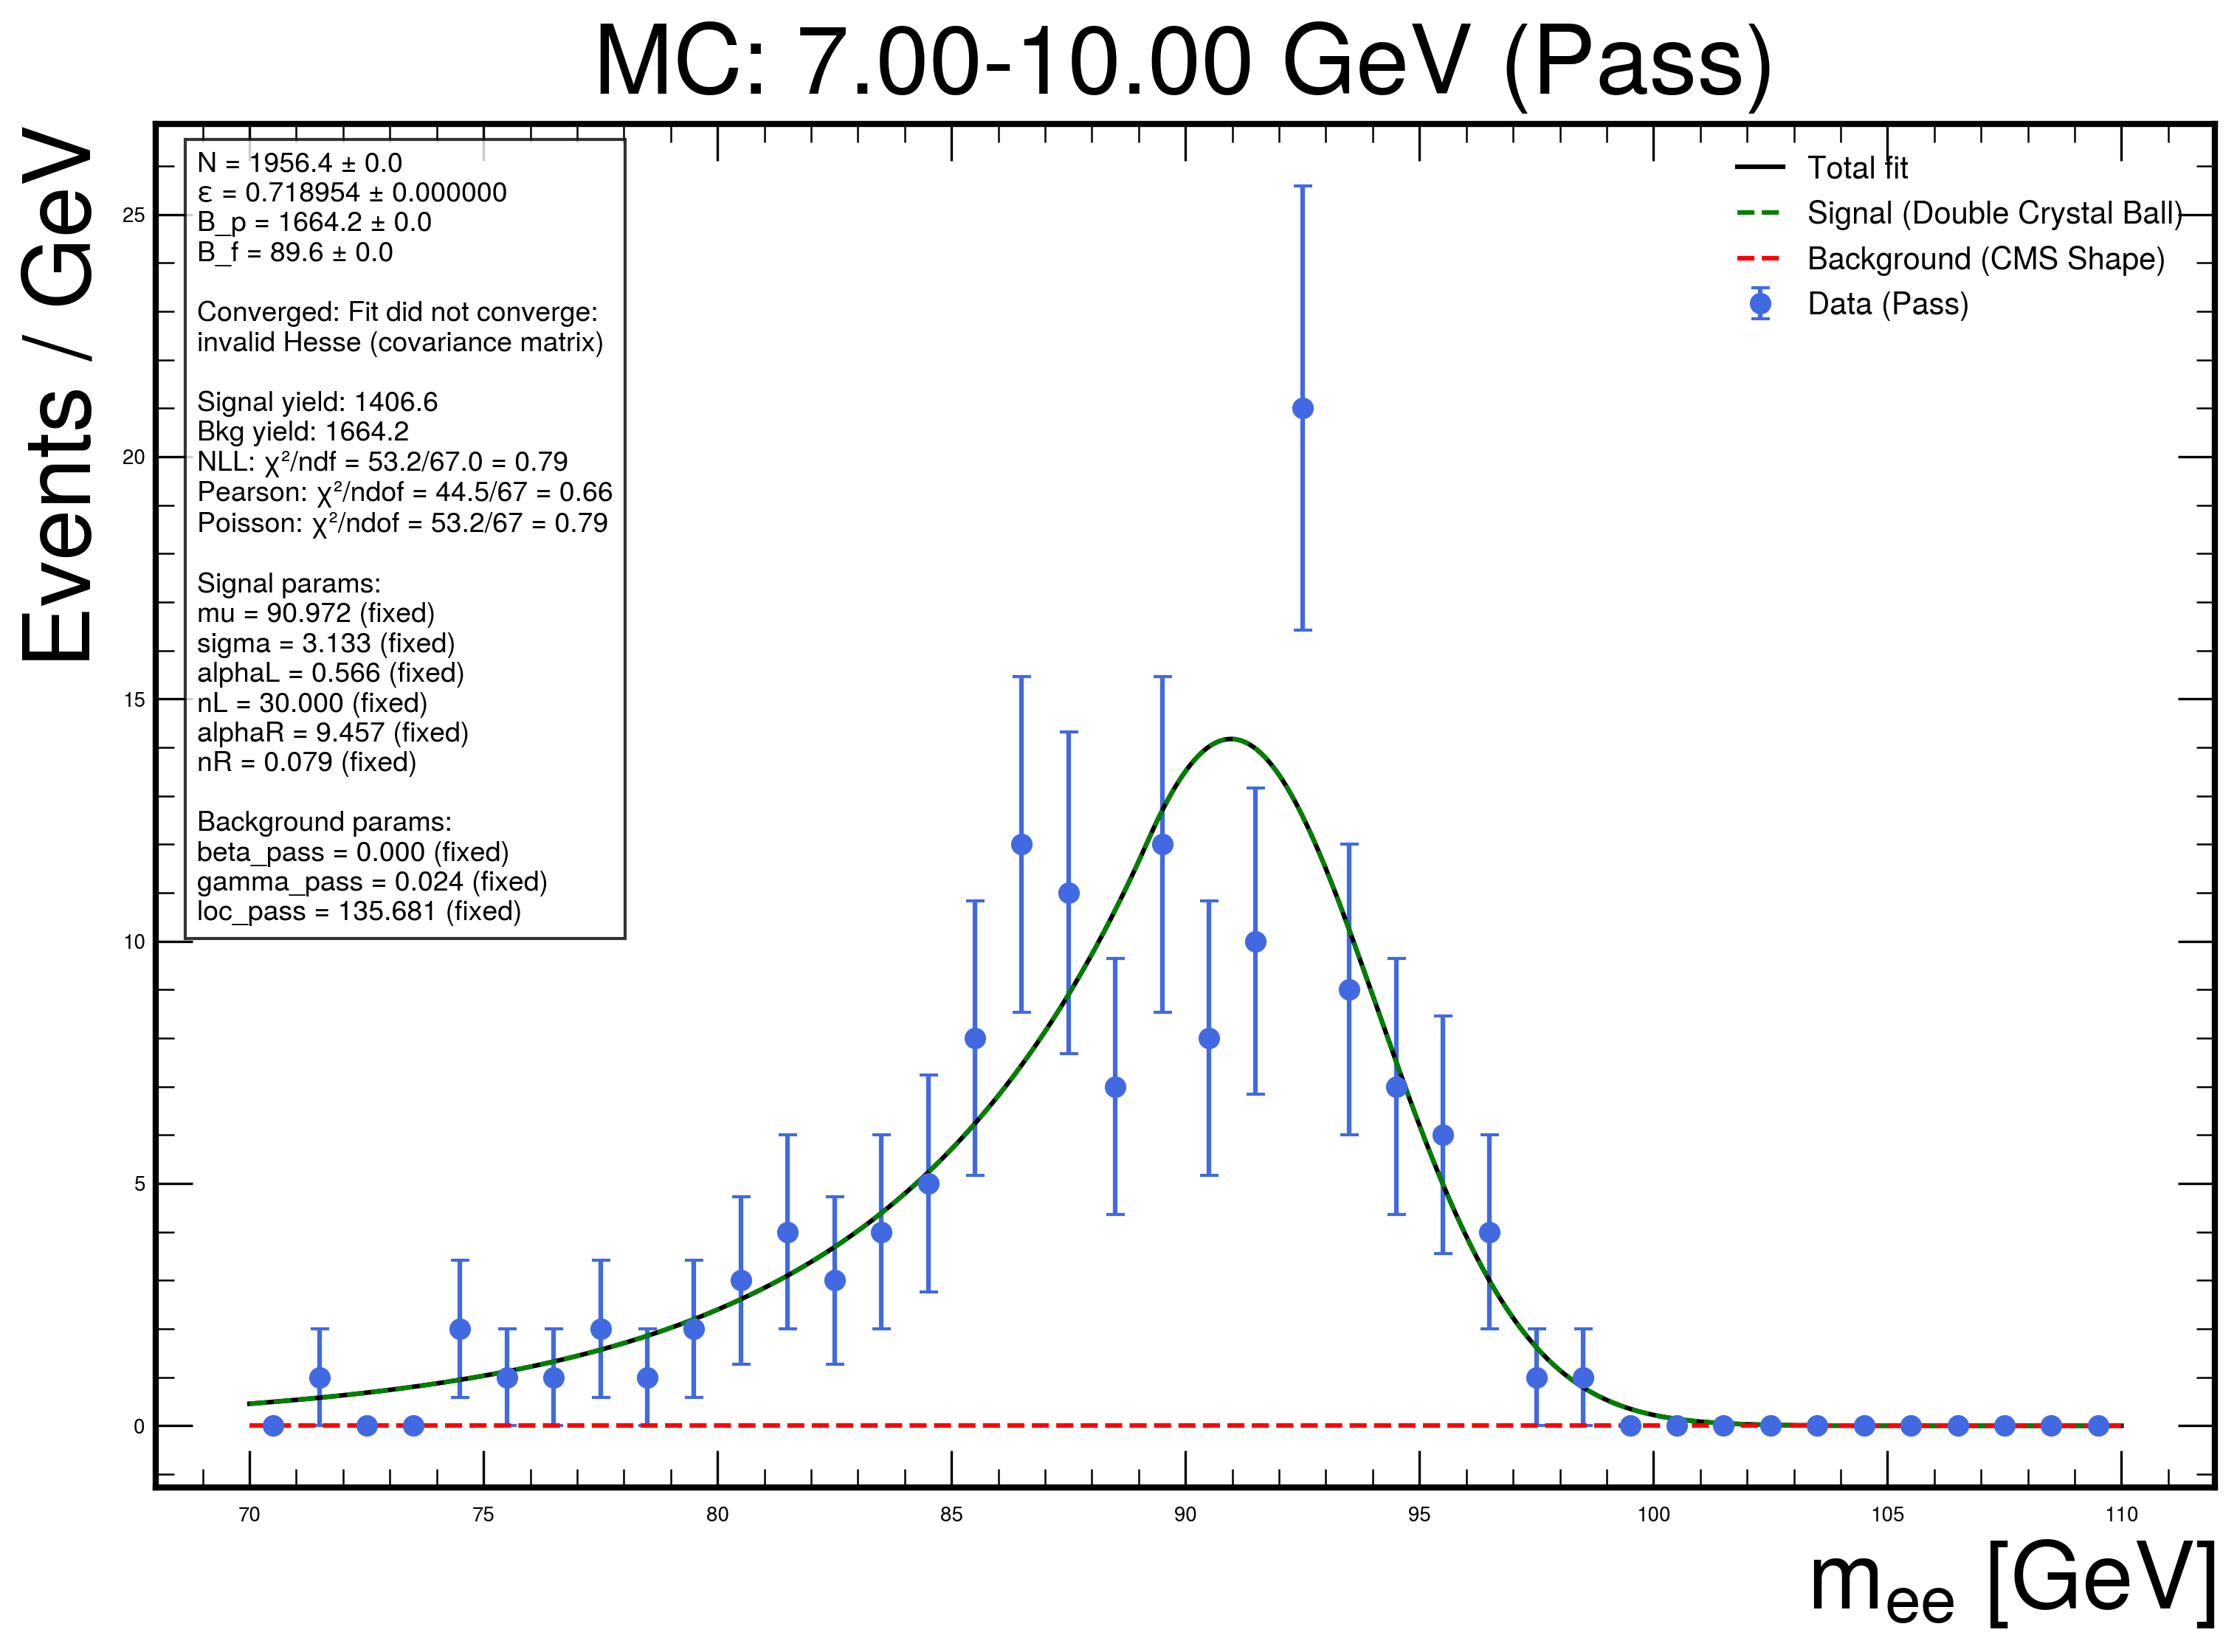 MC: 7.00-10.00 GeV (Pass)
Events / GeV
N = 1956.4 ± 0.0
ε = 0.718954 ± 0.000000
B_p = 1664.2 ± 0.0
B_f = 89.6 ± 0.0
Converged: Fit did not converge:
invalid Hesse (covariance matrix)
Signal yield: 1406.6
Bkg yield: 1664.2
NLL: χ²/ndf = 53.2/67.0 = 0.79
Pearson: χ²/ndof = 44.5/67 = 0.66
Poisson: χ²/ndof = 53.2/67 = 0.79
Signal params:
mu = 90.972 (fixed)
sigma = 3.133 (fixed)
alphaL = 0.566 (fixed)
nL = 30.000 (fixed)
alphaR = 9.457 (fixed)
nR = 0.079 (fixed)
Background params:
beta_pass = 0.000 (fixed)
gamma_pass = 0.024 (fixed)
loc_pass = 135.681 (fixed)
Total fit
Signal (Double Crystal Ball)
Background (CMS Shape)
Data (Pass)
25
20
15
10
5
0
70 75 80 85 90 95 100 105 110
m_ee [GeV]